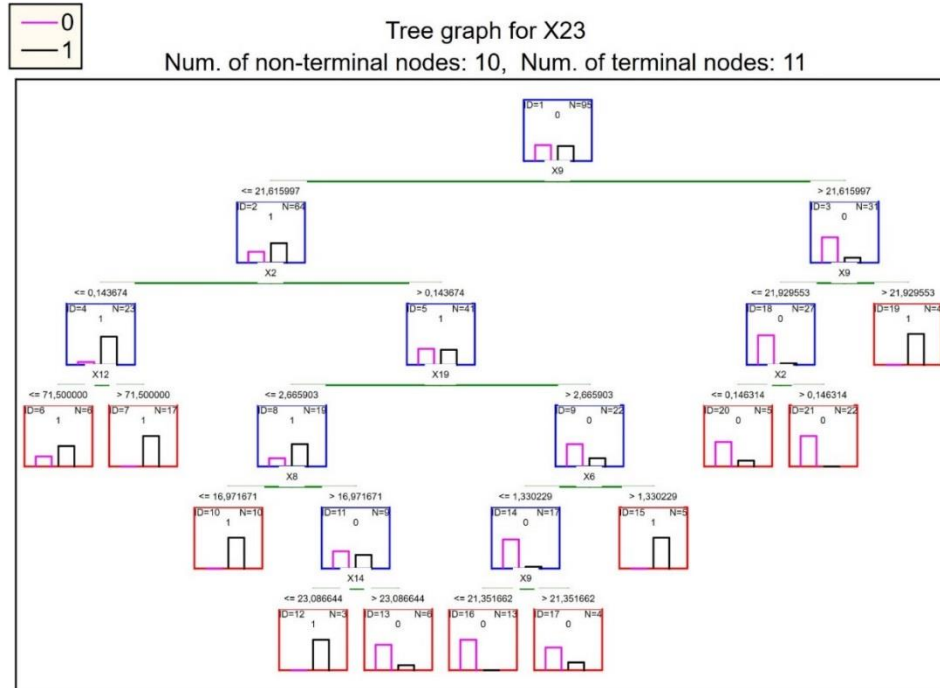 0
1
Tree graph for X23
Num. of non-terminal nodes: 10, Num. of terminal nodes: 11
ID=1 N=95
0
X9
<= 21,615997 > 21,615997
ID=2 N=64 ID=3 N=31
1 0
X2 X9
<= 0,143674 > 0,143674 <= 21,929553 > 21,929553
ID=4 N=23 ID=5 N=41 ID=18 N=27 ID=19 N=4
1 1 0 1
X12 X19 X2
<= 71,500000 > 71,500000 <= 2,665903 > 2,665903 <= 0,146314 > 0,146314
ID=6 N=6 ID=7 N=17 ID=8 N=19 ID=9 N=22 ID=20 N=5 ID=21 N=22
1 1 1 0 0 0
X8 X6
<= 16,971671 > 16,971671 <= 1,330229 > 1,330229
ID=10 N=10 ID=11 N=9 ID=14 N=17 ID=15 N=5
1 0 0 1
X14 X9
<= 23,086644 > 23,086644 <= 21,351662 > 21,351662
ID=12 N=3 ID=13 N=6 ID=16 N=13 ID=17 N=4
1 0 0 0